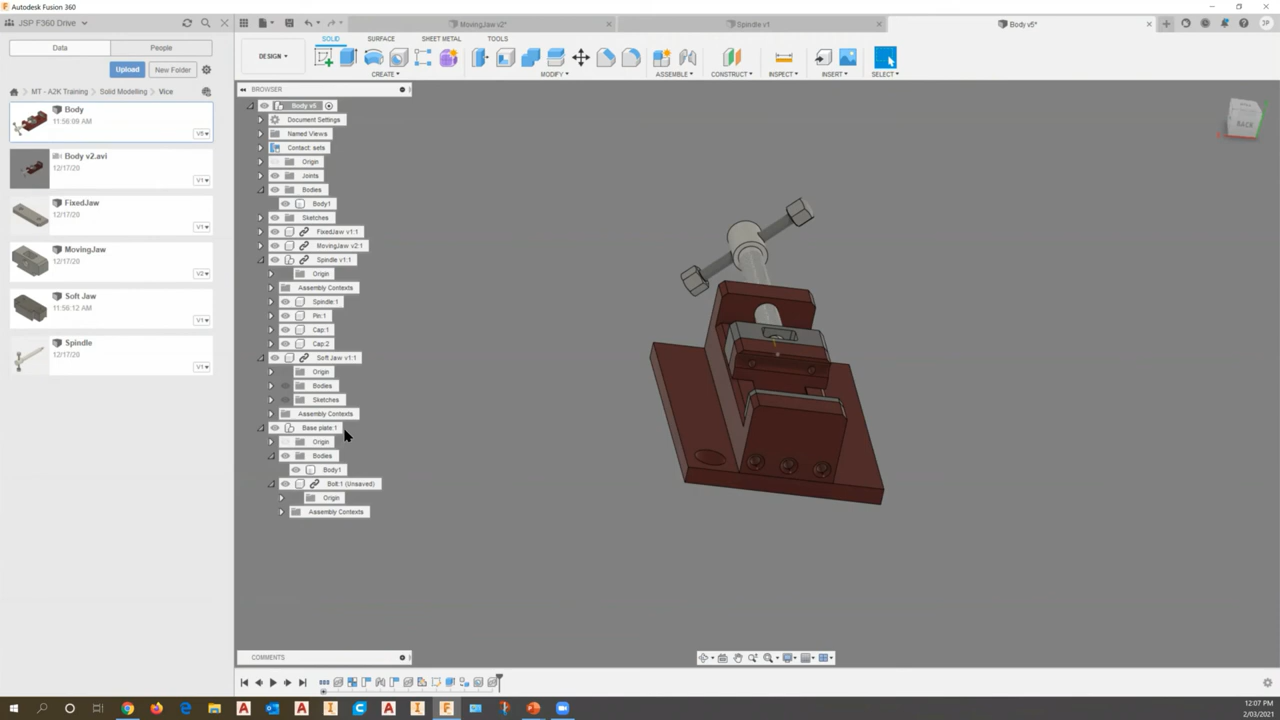 Autodesk Fusion 360
JSP F360 Drive
MovingJaw v2*
Spindle v1
Body v5*
JP
Data
People
Upload
New Folder
MT - A2K Training
Solid Modelling
Vice
Body
11:56:09 AM
V5
Body v2.avi
12/17/20
V1
FixedJaw
12/17/20
V1
MovingJaw
12/17/20
V2
Soft Jaw
11:56:12 AM
V1
Spindle
12/17/20
V1
DESIGN
SOLID
SURFACE
SHEET METAL
TOOLS
CREATE
MODIFY
ASSEMBLE
CONSTRUCT
INSPECT
INSERT
SELECT
BROWSER
Body v5
Document Settings
Named Views
Contact: sets
Origin
Joints
Bodies
Body1
Sketches
FixedJaw v1:1
MovingJaw v2:1
Spindle v1:1
Origin
Assembly Contexts
Spindle:1
Pin:1
Cap:1
Cap:2
Soft Jaw v1:1
Origin
Bodies
Sketches
Assembly Contexts
Base plate:1
Origin
Bodies
Body1
Bolt:1 (Unsaved)
Origin
Assembly Contexts
BACK
COMMENTS
12:07 PM
2/03/2021